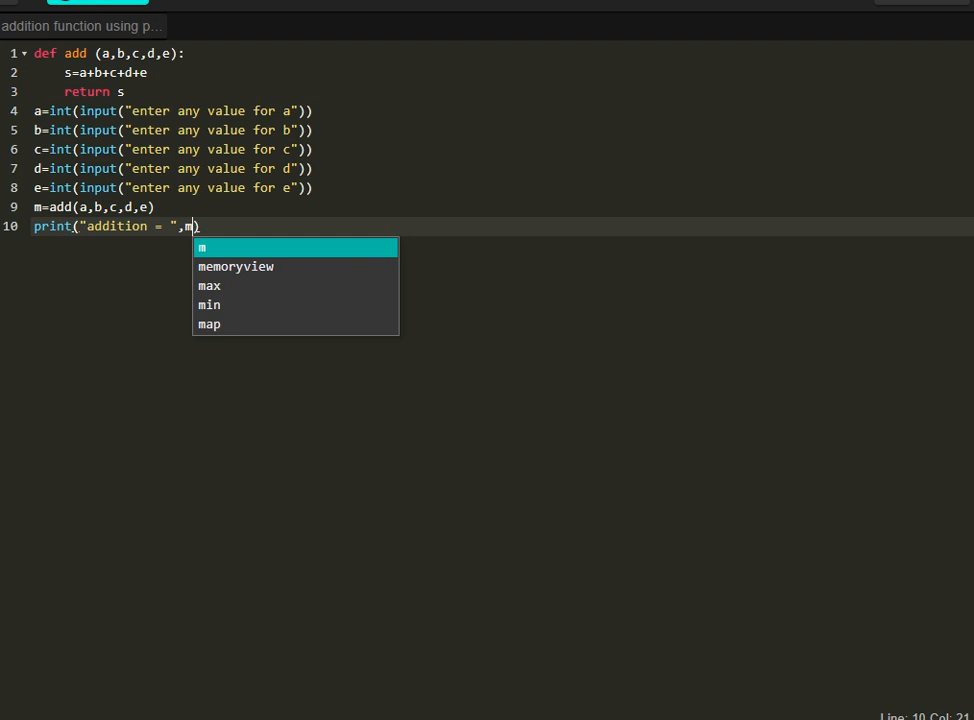 addition function using p...
1 def add (a,b,c,d,e):
2 s=a+b+c+d+e
3 return s
4 a=int(input("enter any value for a"))
5 b=int(input("enter any value for b"))
6 c=int(input("enter any value for c"))
7 d=int(input("enter any value for d"))
8 e=int(input("enter any value for e"))
9 m=add(a,b,c,d,e)
10 print("addition = ",m)
m
memoryview
max
min
map
Line: 10 Col: 21